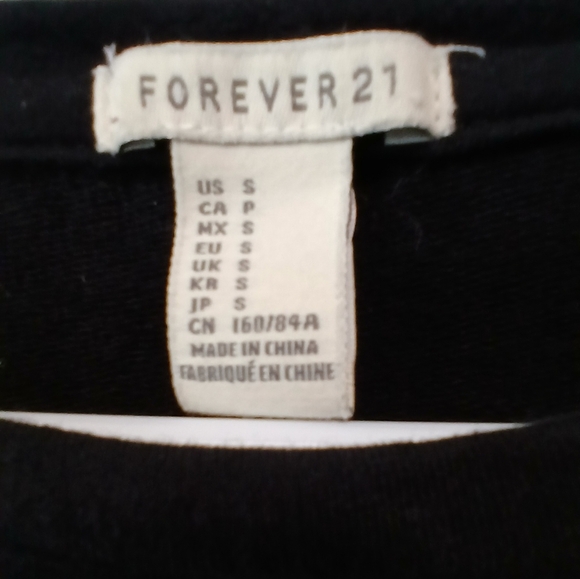 FOREVER 21
US S
CA P
MX S
EU S
UK S
KR S
JP S
CN 160/84A
MADE IN CHINA
FABRIQUÉ EN CHINE